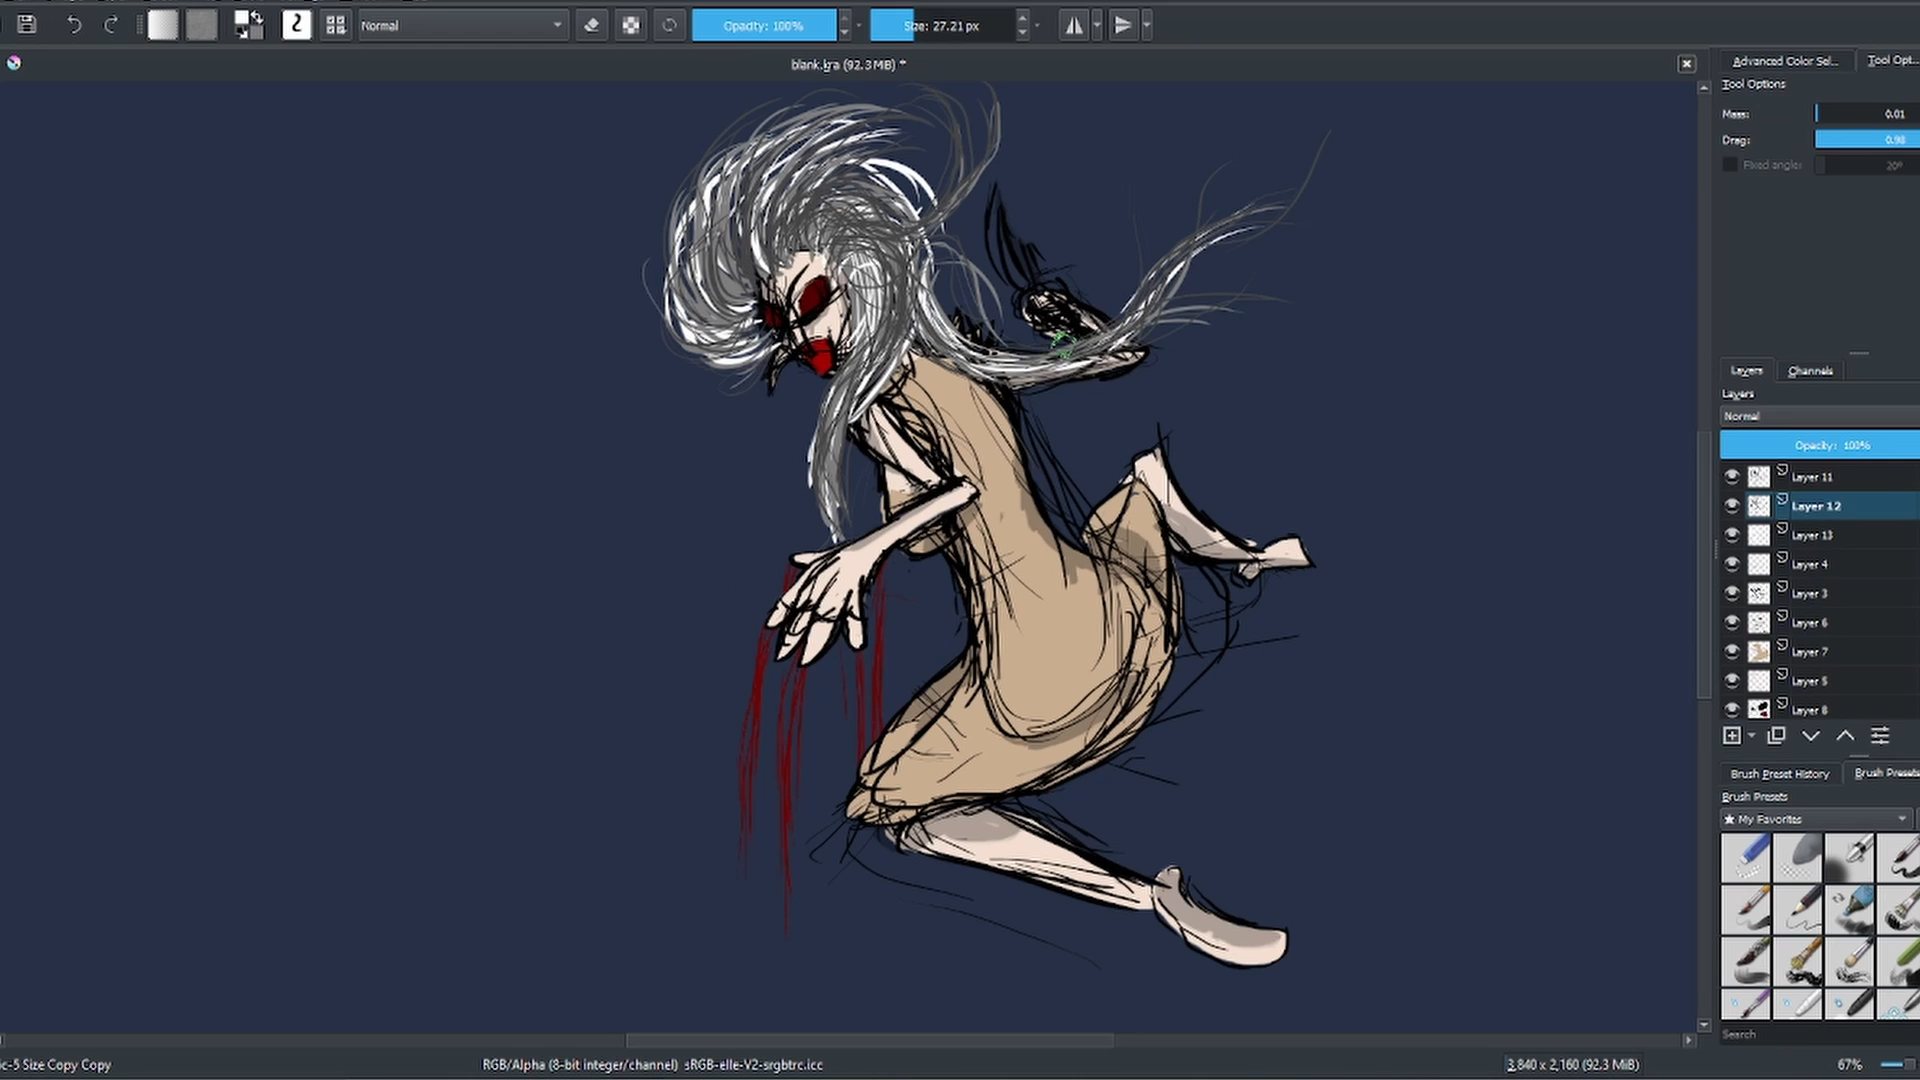 Normal
Opacity: 100%
Size: 27.21 px
blank.kra (92.3 MB) *
Advanced Color Sel...
Tool Opt...
Tool Options
Mass:
0.01
Drag:
0.98
Fixed angle:
20º
Layers
Channels
Layers
Normal
Opacity: 100%
Layer 11
Layer 12
Layer 13
Layer 4
Layer 3
Layer 6
Layer 7
Layer 5
Layer 8
Brush Preset History
Brush Presets
Brush Presets
★ My Favorites
Search
c-5 Size Copy Copy
RGB/Alpha (8-bit integer/channel) sRGB-elle-V2-srgbtrc.icc
3,840 x 2,160 (92.3 MiB)
67%